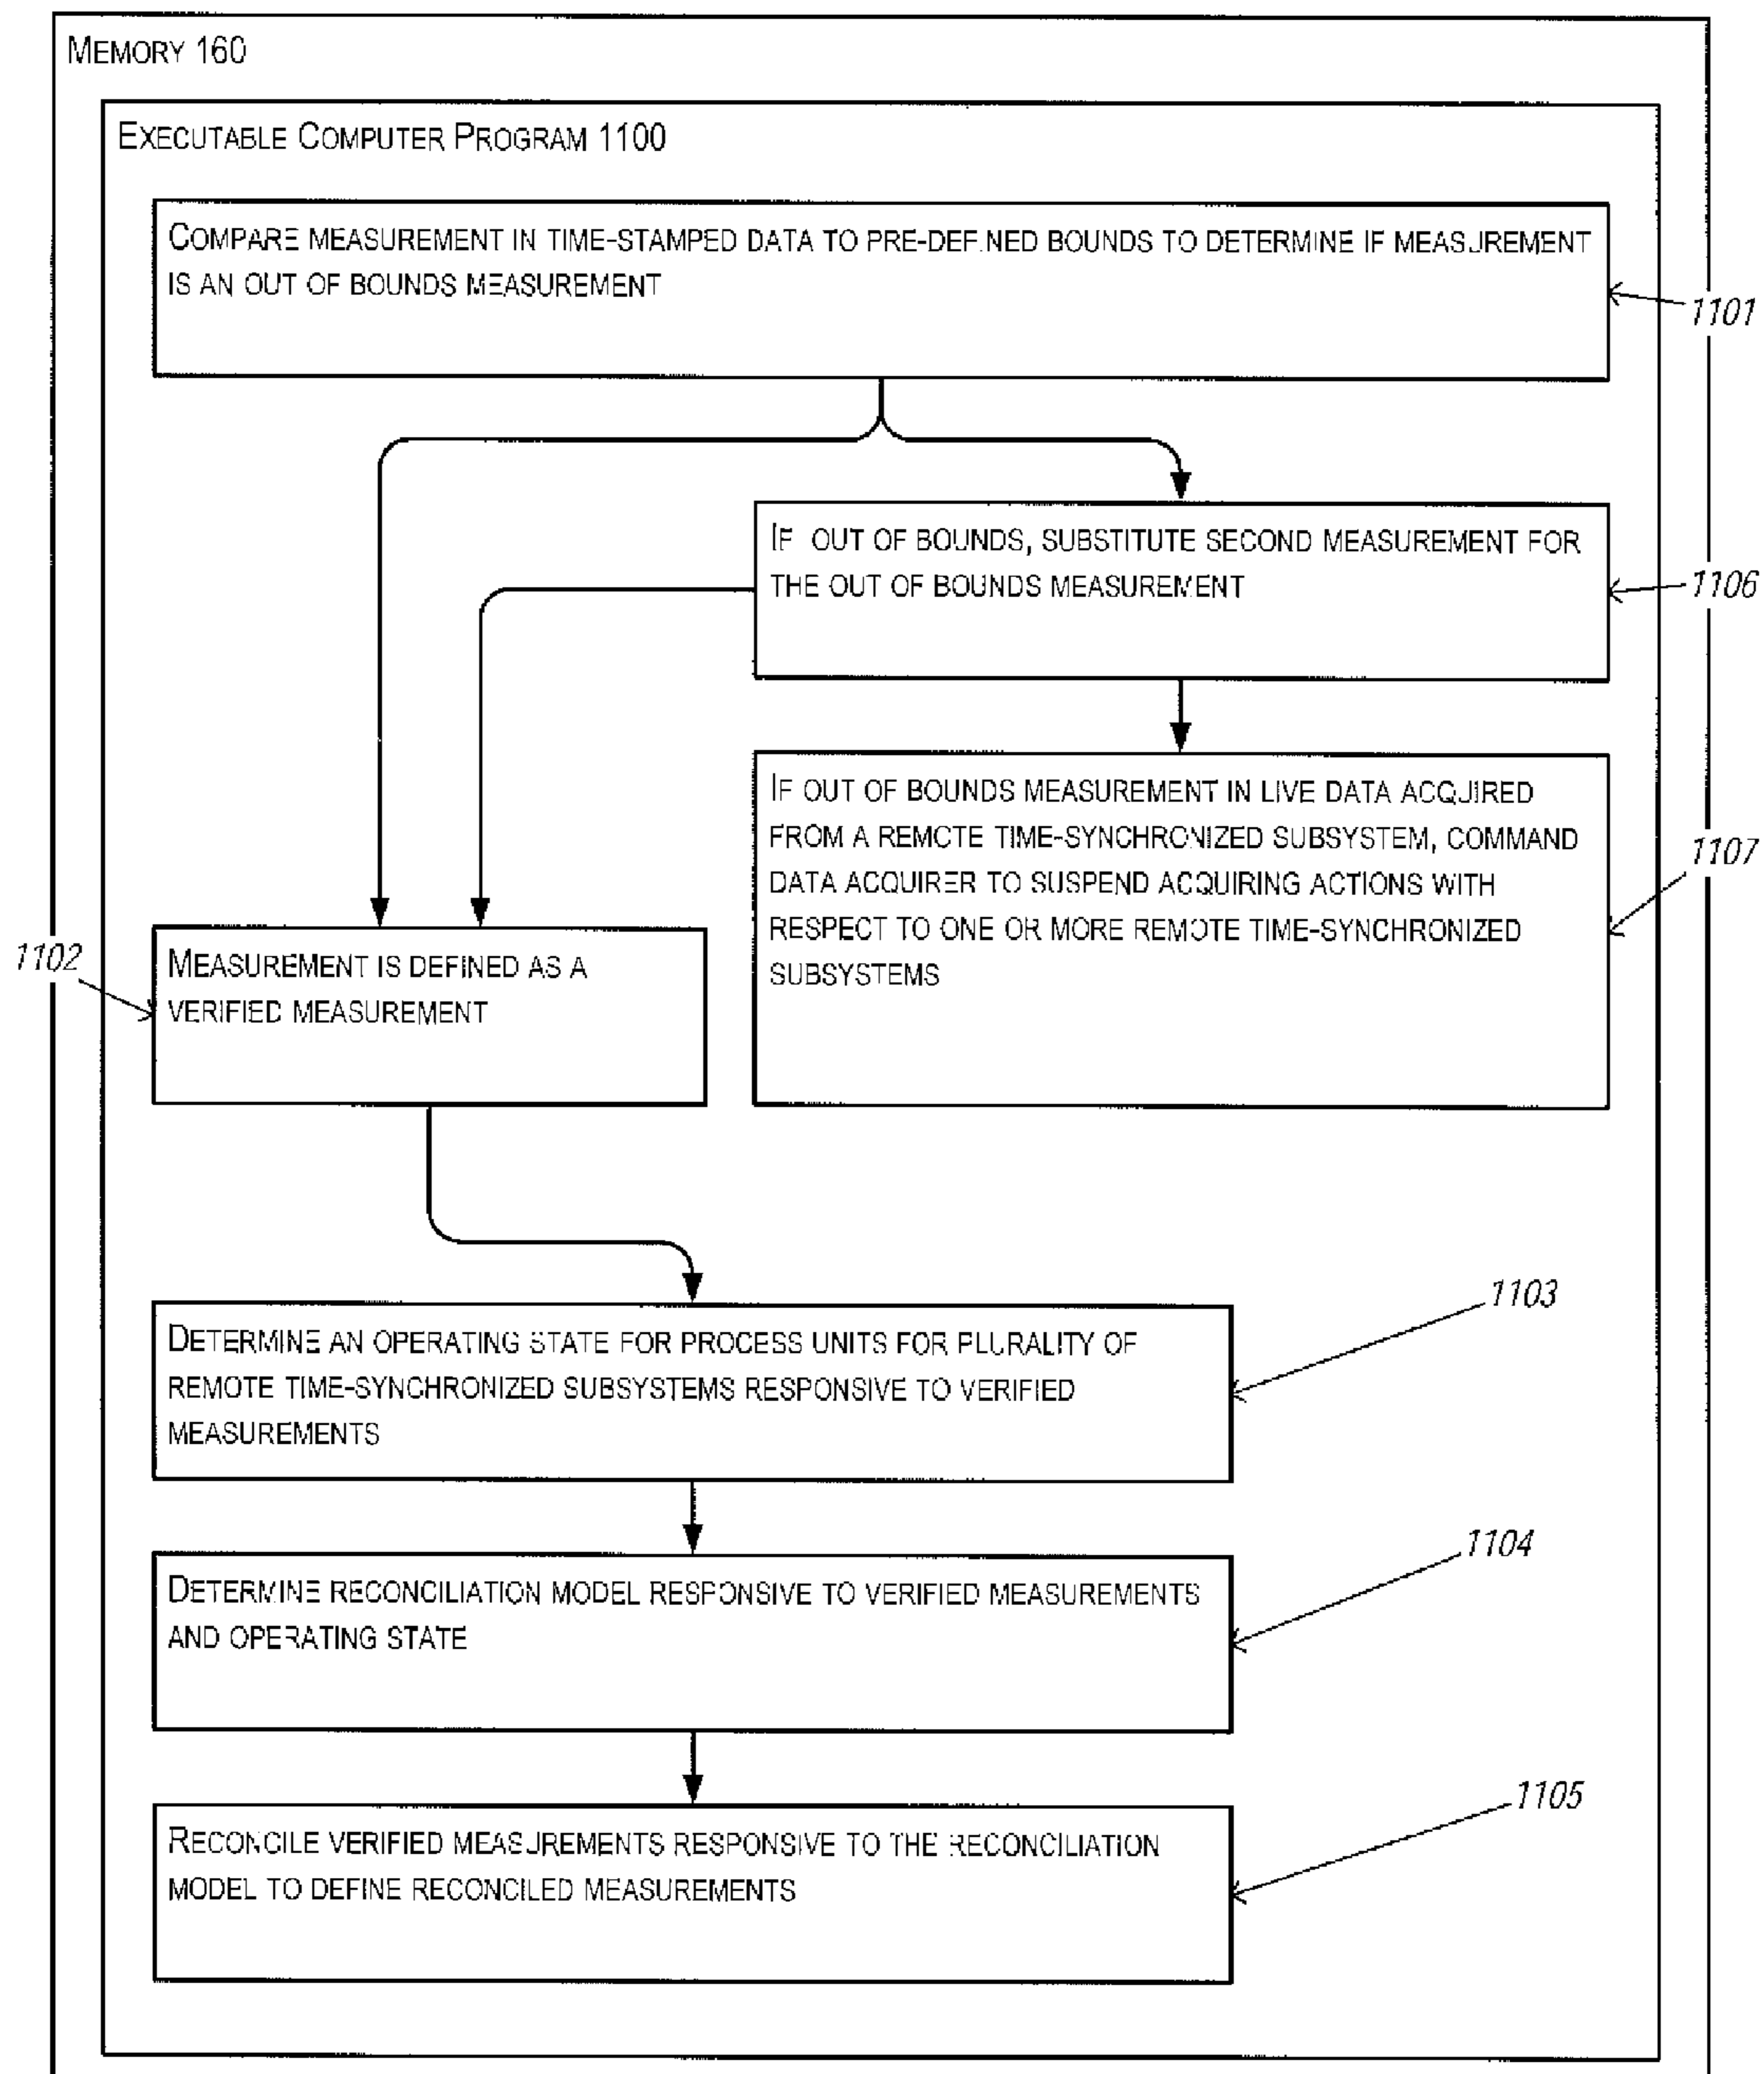 MEMORY 160
EXECUTABLE COMPUTER PROGRAM 1100
COMPARE MEASUREMENT IN TIME-STAMPED DATA TO PRE-DEFINED BOUNDS TO DETERMINE IF MEASUREMENT
IS AN OUT OF BOUNDS MEASUREMENT
1101
IF OUT OF BOUNDS, SUBSTITUTE SECOND MEASUREMENT FOR
THE OUT OF BOUNDS MEASUREMENT
1106
IF OUT OF BOUNDS MEASUREMENT IN LIVE DATA ACQUIRED
FROM A REMOTE TIME-SYNCHRONIZED SUBSYSTEM, COMMAND
DATA ACQUIRER TO SUSPEND ACQUIRING ACTIONS WITH
RESPECT TO ONE OR MORE REMOTE TIME-SYNCHRONIZED
SUBSYSTEMS
1107
1102
MEASUREMENT IS DEFINED AS A
VERIFIED MEASUREMENT
1103
DETERMINE AN OPERATING STATE FOR PROCESS UNITS FOR PLURALITY OF
REMOTE TIME-SYNCHRONIZED SUBSYSTEMS RESPONSIVE TO VERIFIED
MEASUREMENTS
1104
DETERMINE RECONCILIATION MODEL RESPONSIVE TO VERIFIED MEASUREMENTS
AND OPERATING STATE
1105
RECONCILE VERIFIED MEASUREMENTS RESPONSIVE TO THE RECONCILIATION
MODEL TO DEFINE RECONCILED MEASUREMENTS